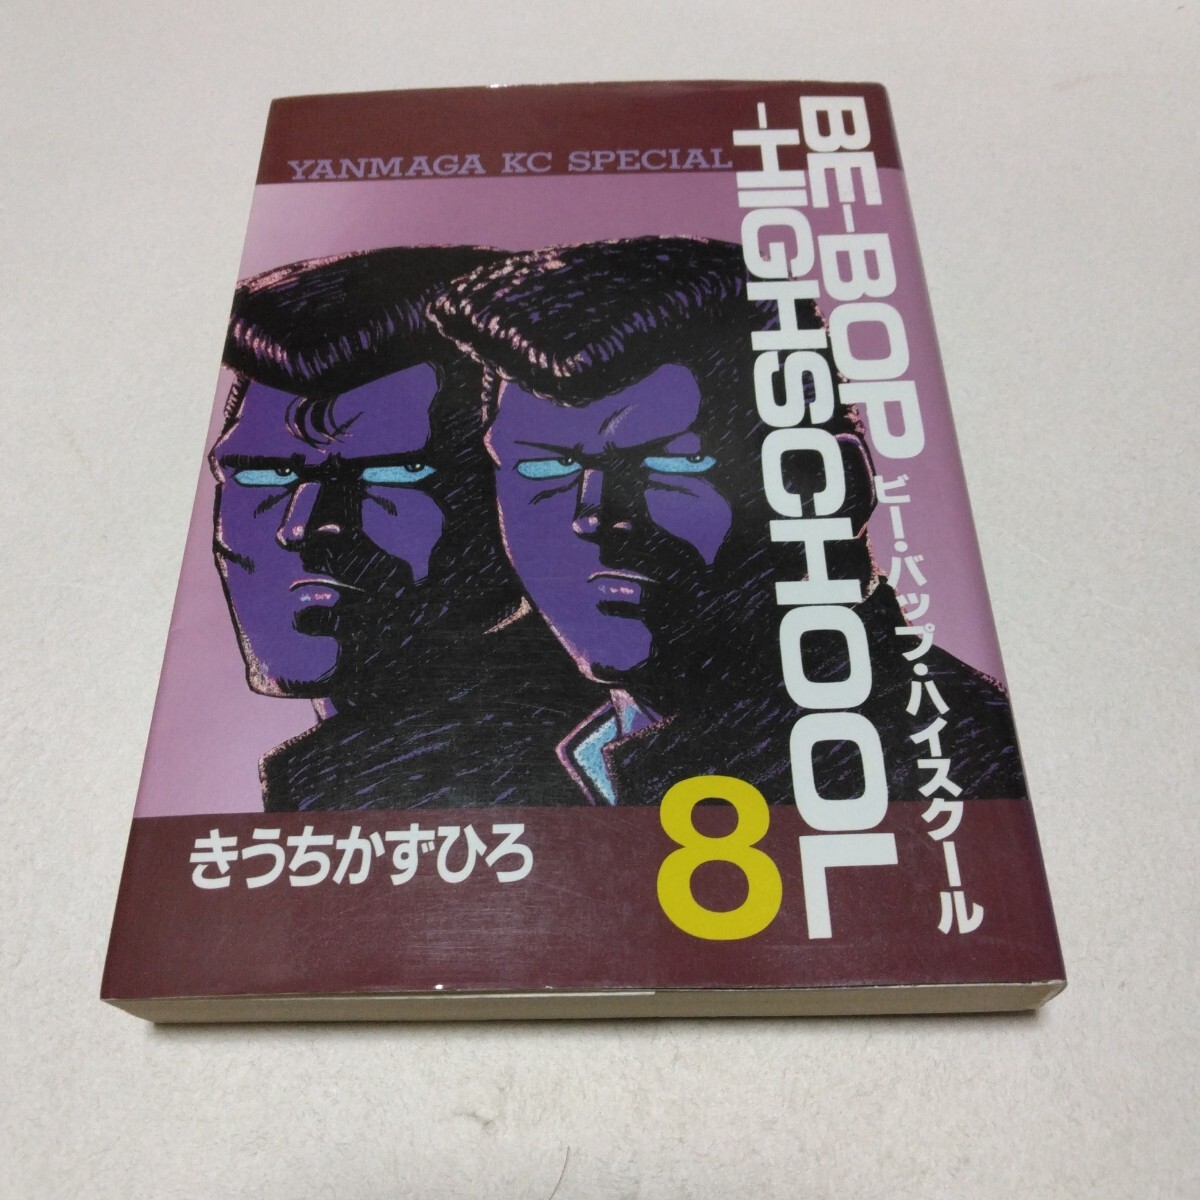 YANMAGA KC SPECIAL
BE-BOP
-HIGHSCHOOL
ビー・バップ・ハイスクール
8
きうちかずひろ